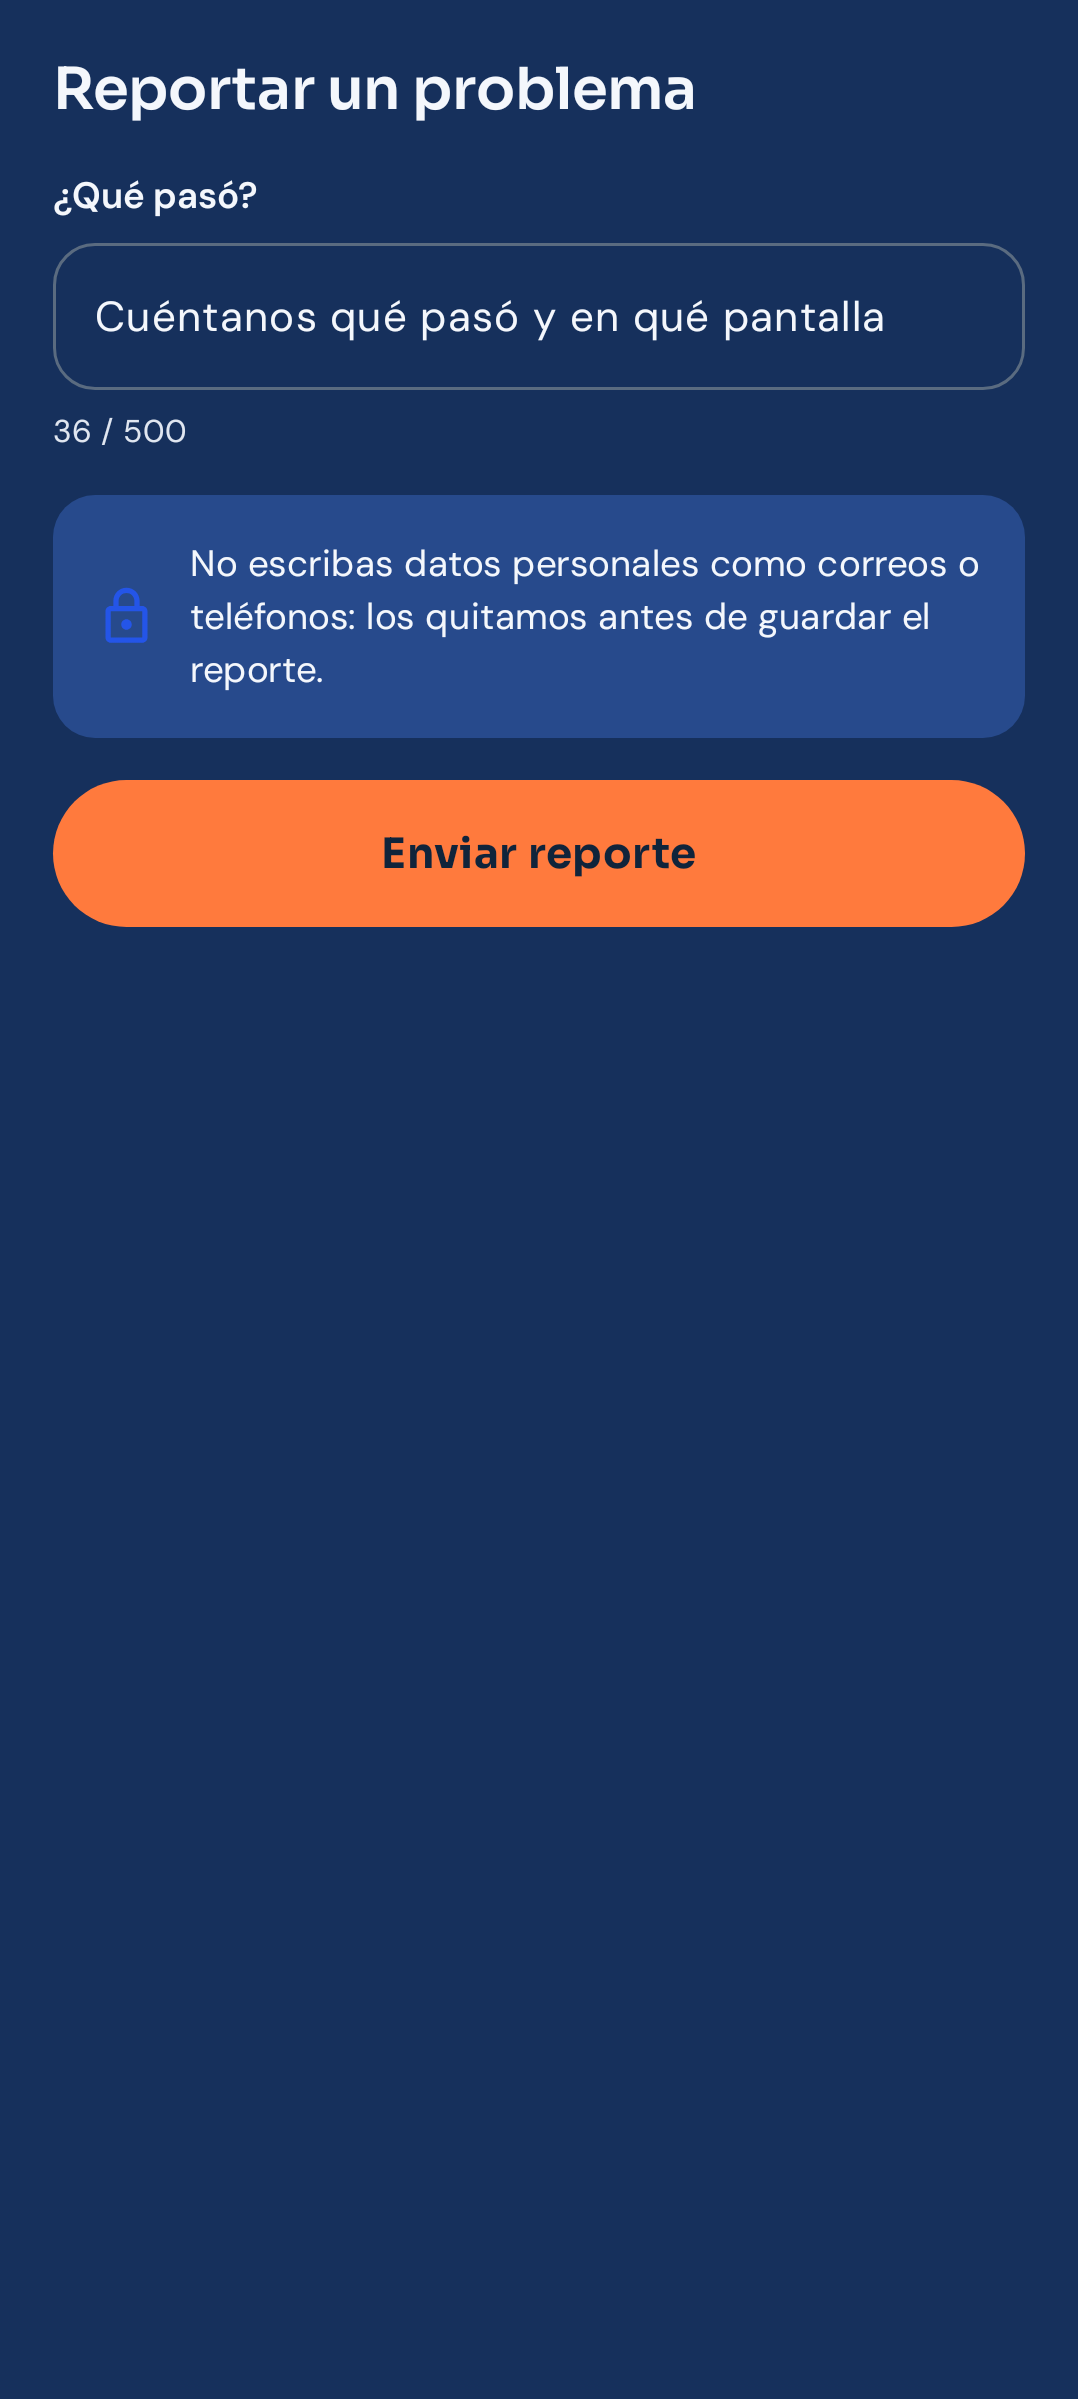 Reportar un problema
¿Qué pasó?
Cuéntanos qué pasó y en qué pantalla
36 / 500
No escribas datos personales como correos o
teléfonos: los quitamos antes de guardar el
reporte.
Enviar reporte